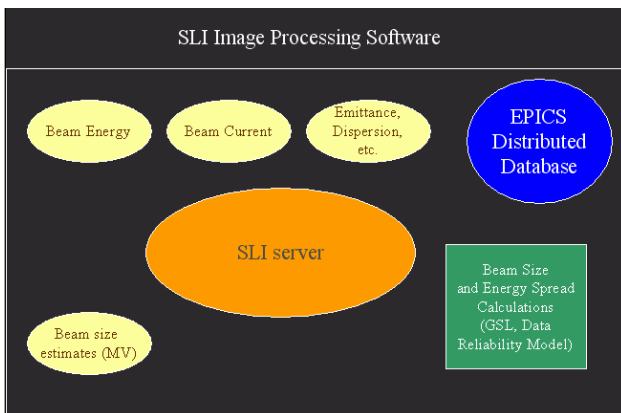 SLI Image Processing Software
Beam Energy
Beam Current
Emittance,
Dispersion,
etc.
EPICS
Distributed
Database
SLI server
Beam Size
and Energy Spread
Calculations
(GSL, Data
Reliability Model)
Beam size
estimates (MV)